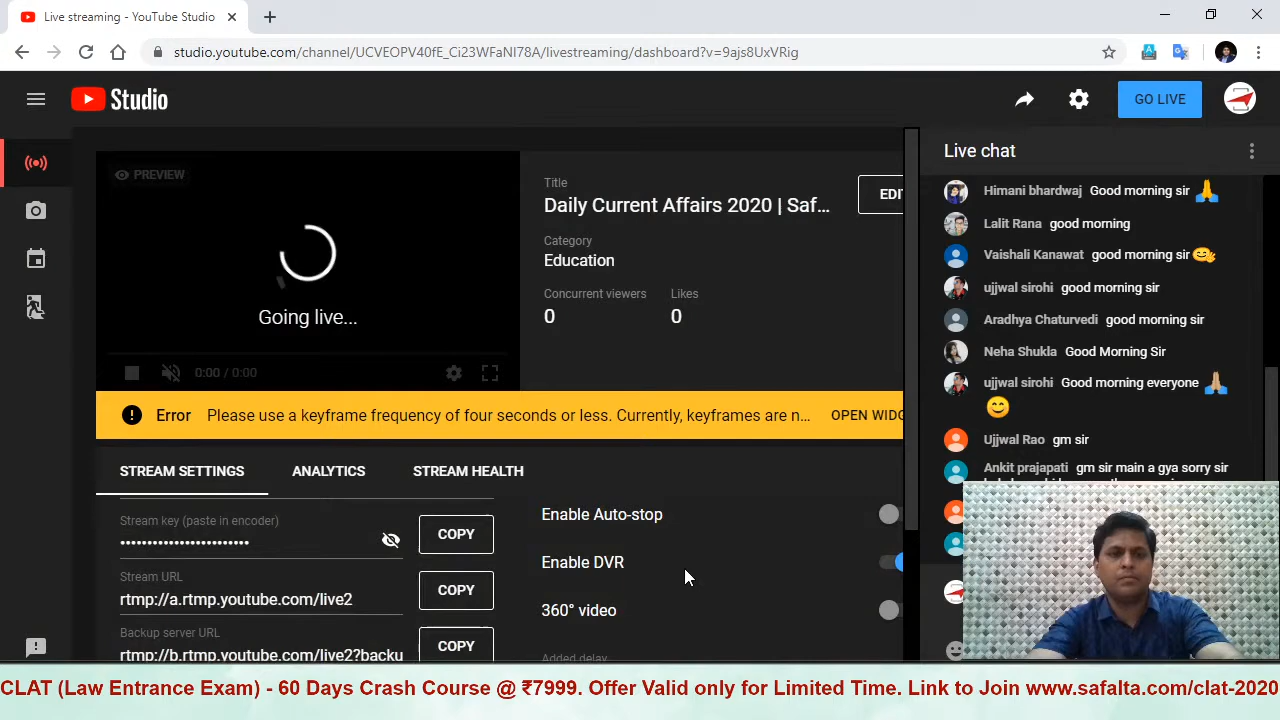 Live streaming - YouTube Studio
studio.youtube.com/channel/UCVEOPV40fE_Ci23WFaNI78A/livestreaming/dashboard?v=9ajs8UxVRig
Studio
GO LIVE
PREVIEW
Going live...
0:00 / 0:00
Title
Daily Current Affairs 2020 | Saf...
EDI
Category
Education
Concurrent viewers Likes
0 0
Error Please use a keyframe frequency of four seconds or less. Currently, keyframes are n... OPEN WIDG
STREAM SETTINGS ANALYTICS STREAM HEALTH
Stream key (paste in encoder)
••••••••••••••••••••••••
COPY
Stream URL
rtmp://a.rtmp.youtube.com/live2
COPY
Backup server URL
rtmp://b.rtmp.youtube.com/live2?backu
COPY
Enable Auto-stop
Enable DVR
360° video
Added delay
Live chat
Himani bhardwaj Good morning sir 🙏
Lalit Rana good morning
Vaishali Kanawat good morning sir
ujjwal sirohi good morning sir
Aradhya Chaturvedi good morning sir
Neha Shukla Good Morning Sir
ujjwal sirohi Good morning everyone 🙏
😊
Ujjwal Rao gm sir
Ankit prajapati gm sir main a gya sorry sir
CLAT (Law Entrance Exam) - 60 Days Crash Course @ ₹7999. Offer Valid only for Limited Time. Link to Join www.safalta.com/clat-2020